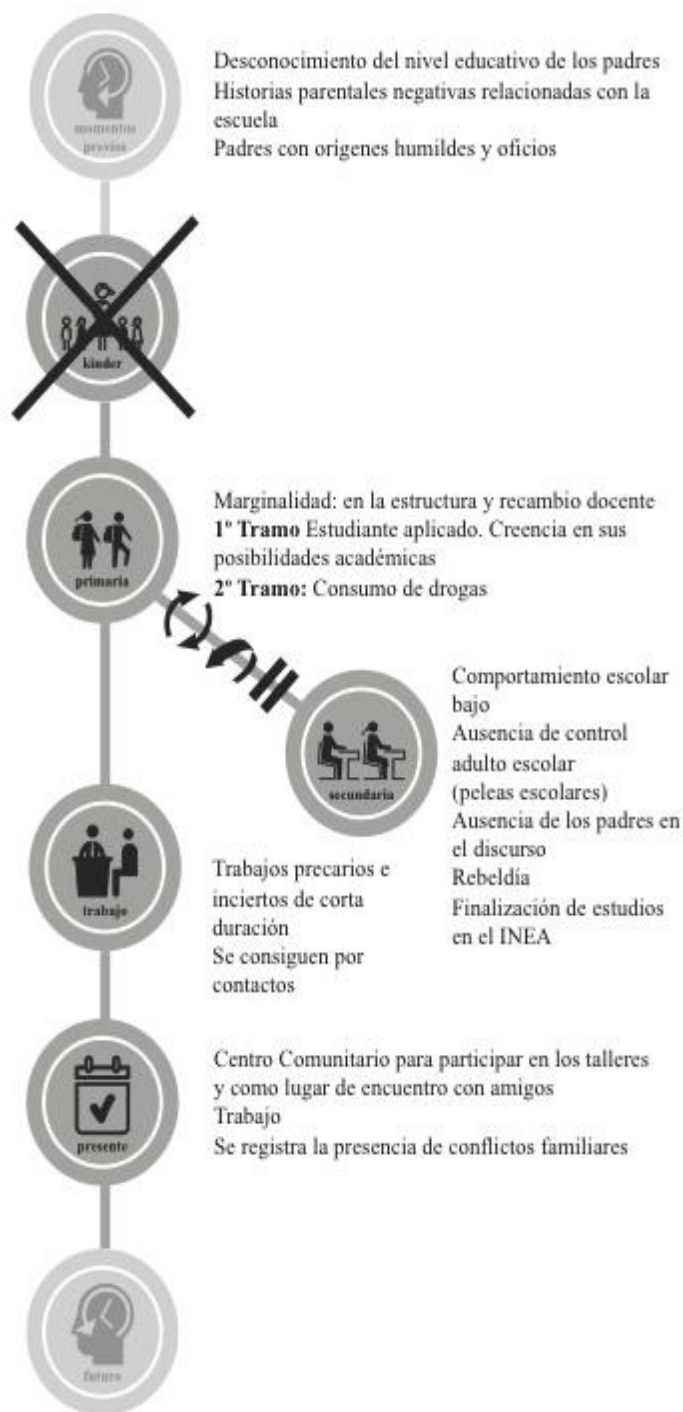 momentos
previos
Desconocimiento del nivel educativo de los padres
Historias parentales negativas relacionadas con la
escuela
Padres con orígenes humildes y oficios
kinder
primaria
Marginalidad: en la estructura y recambio docente
1º Tramo Estudiante aplicado. Creencia en sus
posibilidades académicas
2º Tramo: Consumo de drogas
secundaria
Comportamiento escolar
bajo
Ausencia de control
adulto escolar
(peleas escolares)
Ausencia de los padres en
el discurso
Rebeldía
Finalización de estudios
en el INEA
trabajo
Trabajos precarios e
inciertos de corta
duración
Se consiguen por
contactos
presente
Centro Comunitario para participar en los talleres
y como lugar de encuentro con amigos
Trabajo
Se registra la presencia de conflictos familiares
futuro